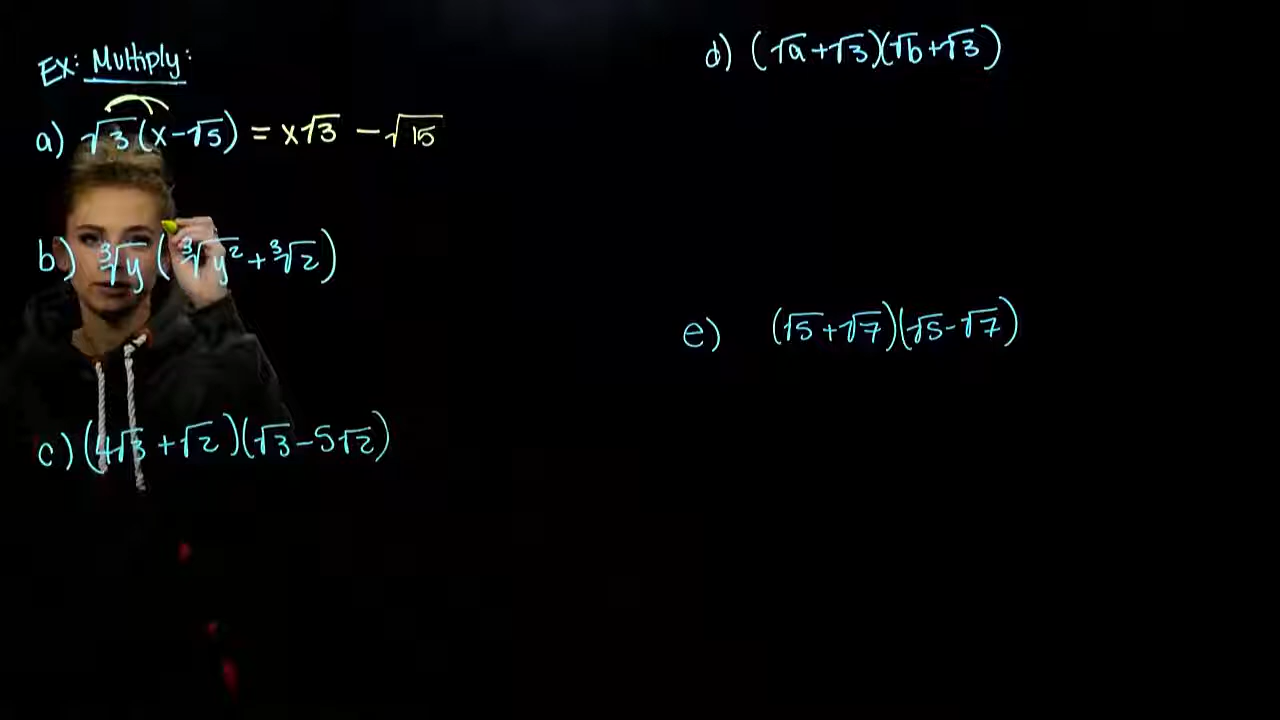 EX: Multiply:
a) √3(x-√5) = x√3 - √15
b) ∛y(∛y² + ∛2)
c) (4√3 + √2)(√3 - 5√2)
d) (√a + √3)(√b + √3)
e) (√5 + √7)(√5 - √7)